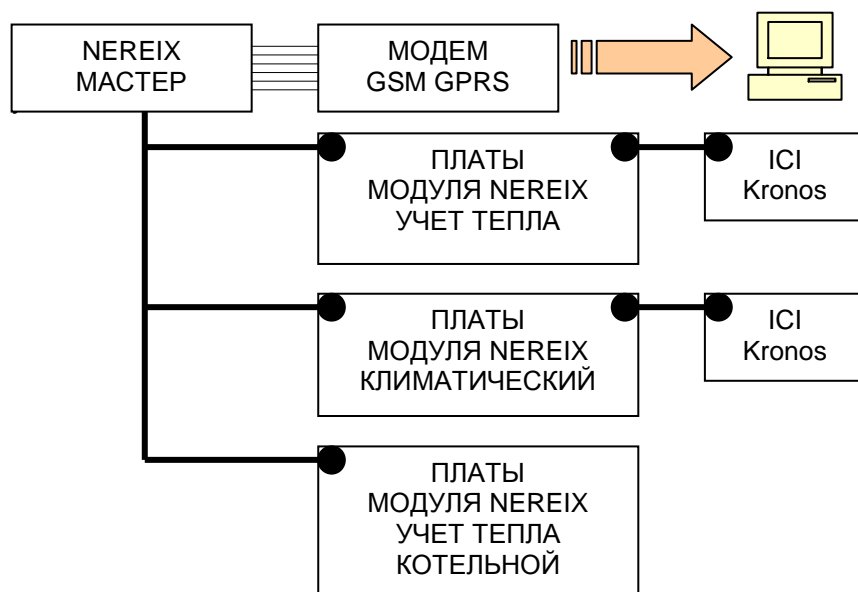 NEREIX
МАСТЕР
МОДЕМ
GSM GPRS
ПЛАТЫ
МОДУЛЯ NEREIX
УЧЕТ ТЕПЛА
ICI
Kronos
ПЛАТЫ
МОДУЛЯ NEREIX
КЛИМАТИЧЕСКИЙ
ICI
Kronos
ПЛАТЫ
МОДУЛЯ NEREIX
УЧЕТ ТЕПЛА
КОТЕЛЬНОЙ